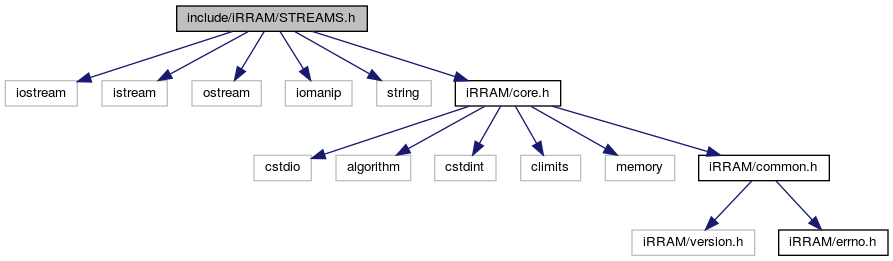 include/iRRAM/STREAMS.h
iostream
istream
ostream
iomanip
string
iRRAM/core.h
cstdio
algorithm
cstdint
climits
memory
iRRAM/common.h
iRRAM/version.h
iRRAM/errno.h